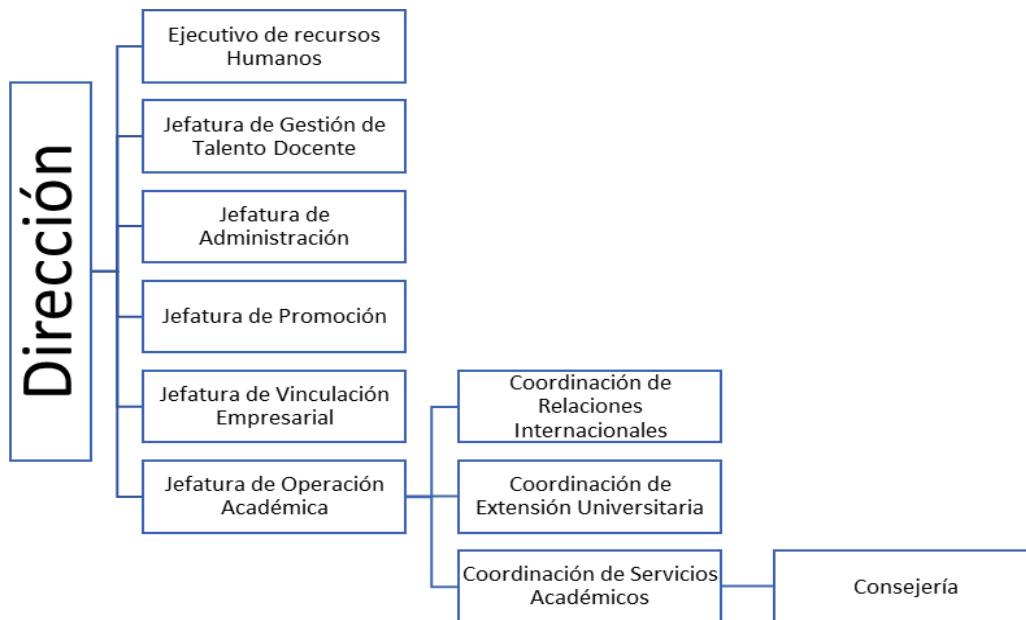 Dirección
Ejecutivo de recursos
Humanos
Jefatura de Gestión de
Talento Docente
Jefatura de
Administración
Jefatura de Promoción
Jefatura de Vinculación
Empresarial
Jefatura de Operación
Académica
Coordinación de
Relaciones
Internacionales
Coordinación de
Extensión Universitaria
Coordinación de Servicios
Académicos
Consejería